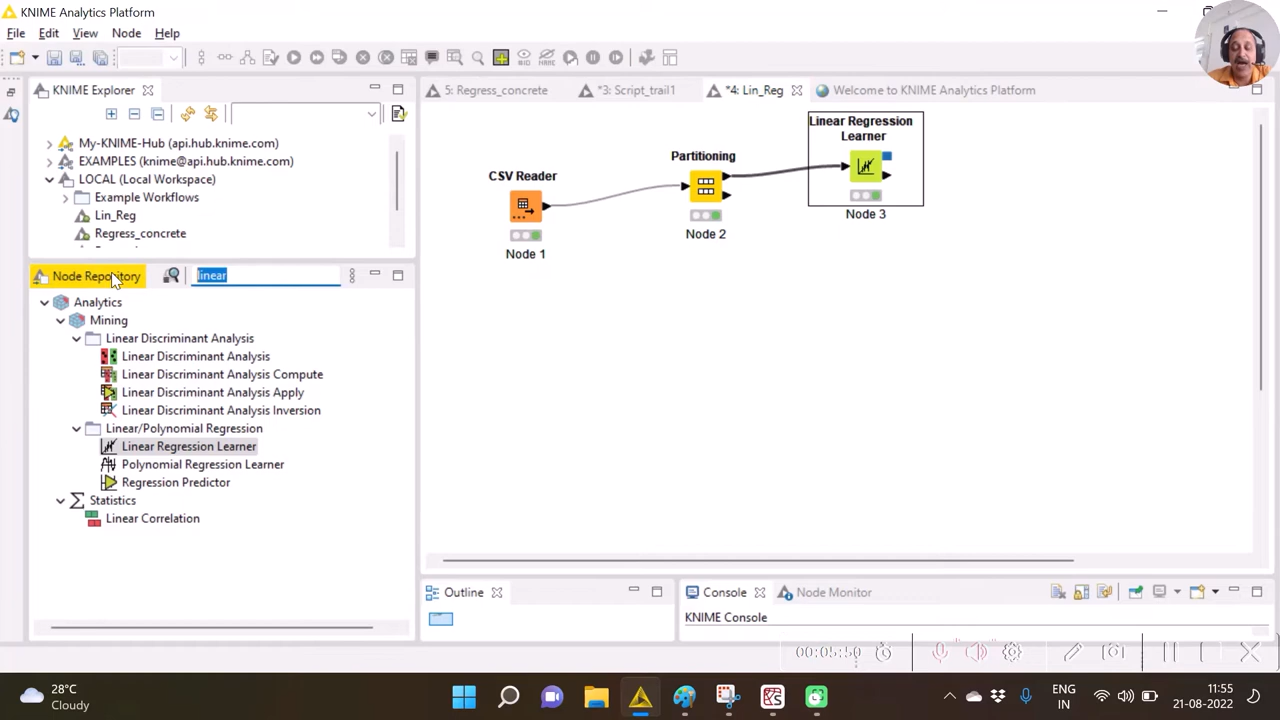 KNIME Analytics Platform
File Edit View Node Help
KNIME Explorer
My-KNIME-Hub (api.hub.knime.com)
EXAMPLES (knime@api.hub.knime.com)
LOCAL (Local Workspace)
Example Workflows
Lin_Reg
Regress_concrete
Node Repository
linear
Analytics
Mining
Linear Discriminant Analysis
Linear Discriminant Analysis
Linear Discriminant Analysis Compute
Linear Discriminant Analysis Apply
Linear Discriminant Analysis Inversion
Linear/Polynomial Regression
Linear Regression Learner
Polynomial Regression Learner
Regression Predictor
Statistics
Linear Correlation
5: Regress_concrete *3: Script_trail1 *4: Lin_Reg Welcome to KNIME Analytics Platform
CSV Reader
Node 1
Partitioning
Node 2
Linear Regression
Learner
Node 3
Outline
Console Node Monitor
KNIME Console
00:05:50
28°C
Cloudy
ENG
IN
11:55
21-08-2022